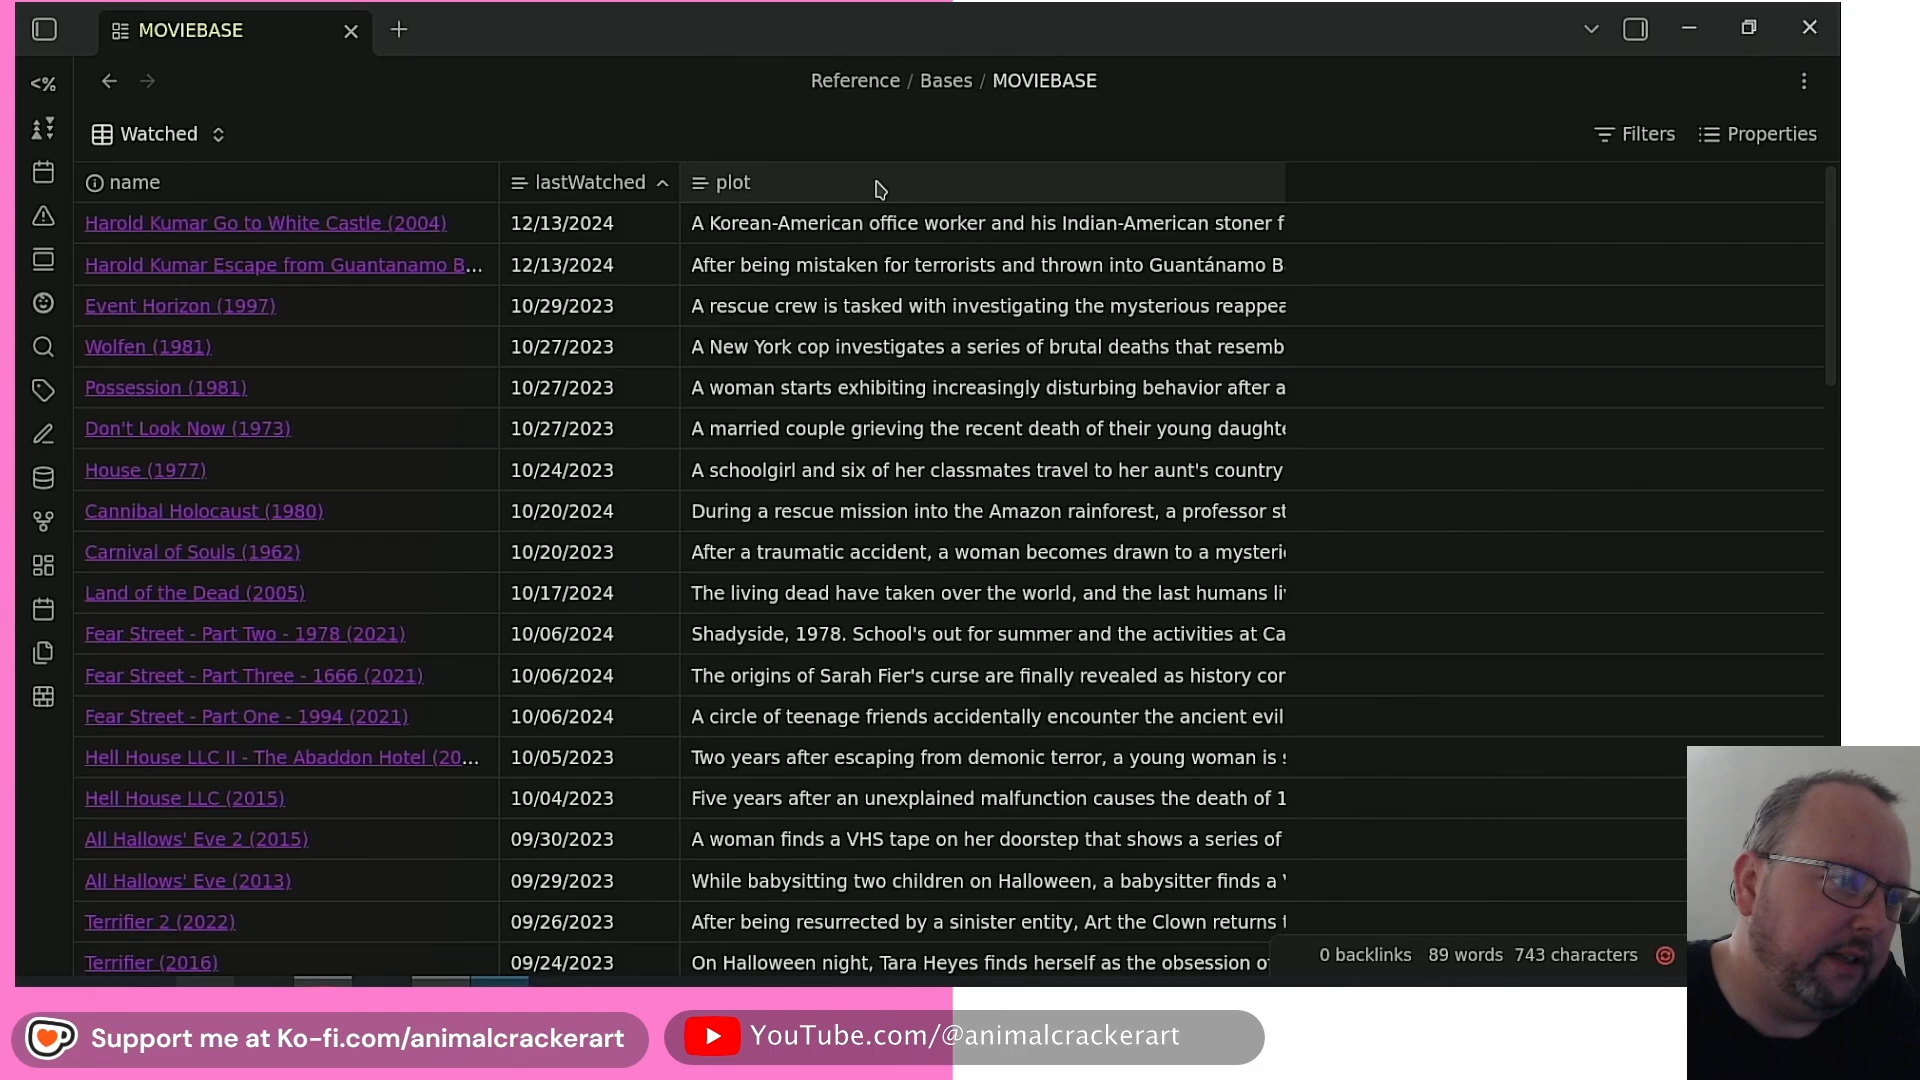 MOVIEBASE
<%
Reference / Bases / MOVIEBASE
Watched
Filters
Properties
name
lastWatched
plot
Harold Kumar Go to White Castle (2004) 12/13/2024 A Korean-American office worker and his Indian-American stoner f
Harold Kumar Escape from Guantanamo B... 12/13/2024 After being mistaken for terrorists and thrown into Guantánamo B
Event Horizon (1997) 10/29/2023 A rescue crew is tasked with investigating the mysterious reappea
Wolfen (1981) 10/27/2023 A New York cop investigates a series of brutal deaths that resemb
Possession (1981) 10/27/2023 A woman starts exhibiting increasingly disturbing behavior after a
Don't Look Now (1973) 10/27/2023 A married couple grieving the recent death of their young daughte
House (1977) 10/24/2023 A schoolgirl and six of her classmates travel to her aunt's country
Cannibal Holocaust (1980) 10/20/2024 During a rescue mission into the Amazon rainforest, a professor st
Carnival of Souls (1962) 10/20/2023 After a traumatic accident, a woman becomes drawn to a mysteri
Land of the Dead (2005) 10/17/2024 The living dead have taken over the world, and the last humans li
Fear Street - Part Two - 1978 (2021) 10/06/2024 Shadyside, 1978. School's out for summer and the activities at Ca
Fear Street - Part Three - 1666 (2021) 10/06/2024 The origins of Sarah Fier's curse are finally revealed as history com
Fear Street - Part One - 1994 (2021) 10/06/2024 A circle of teenage friends accidentally encounter the ancient evil
Hell House LLC II - The Abaddon Hotel (20... 10/05/2023 Two years after escaping from demonic terror, a young woman is
Hell House LLC (2015) 10/04/2023 Five years after an unexplained malfunction causes the death of 1
All Hallows' Eve 2 (2015) 09/30/2023 A woman finds a VHS tape on her doorstep that shows a series of
All Hallows' Eve (2013) 09/29/2023 While babysitting two children on Halloween, a babysitter finds a
Terrifier 2 (2022) 09/26/2023 After being resurrected by a sinister entity, Art the Clown returns
Terrifier (2016) 09/24/2023 On Halloween night, Tara Heyes finds herself as the obsession of
0 backlinks 89 words 743 characters
Support me at Ko-fi.com/animalcrackerart
YouTube.com/@animalcrackerart